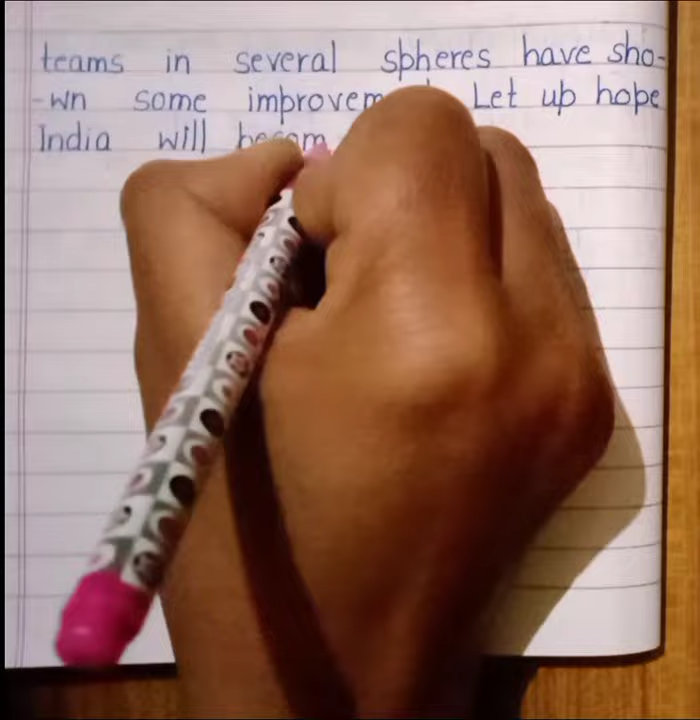 teams in several spheres have sho-
-wn some Let up hope
India will